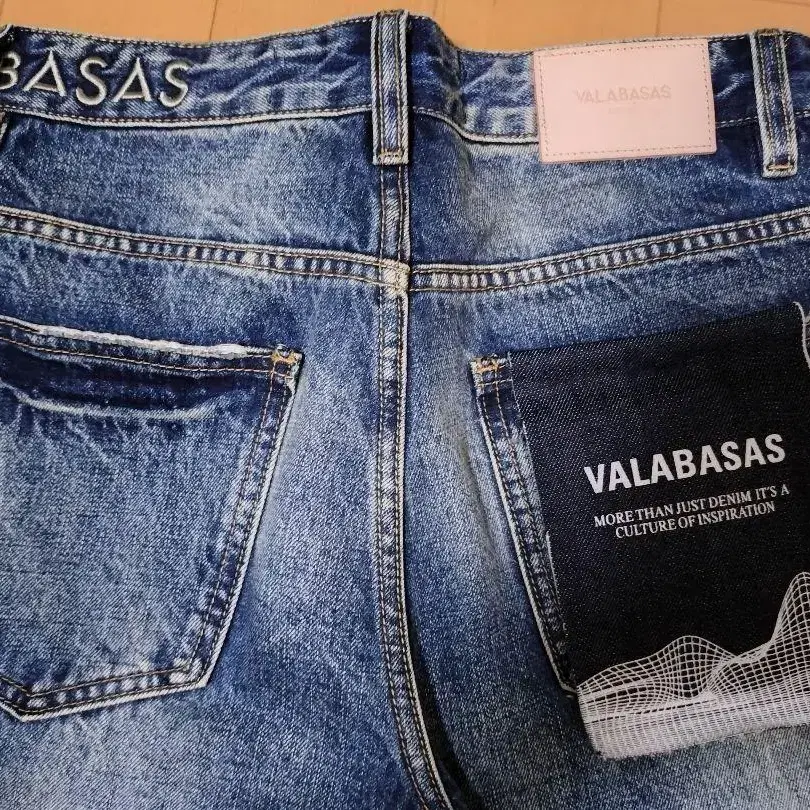 BASAS
VALABASAS
VALABASAS
MORE THAN JUST DENIM IT'S A
CULTURE OF INSPIRATION